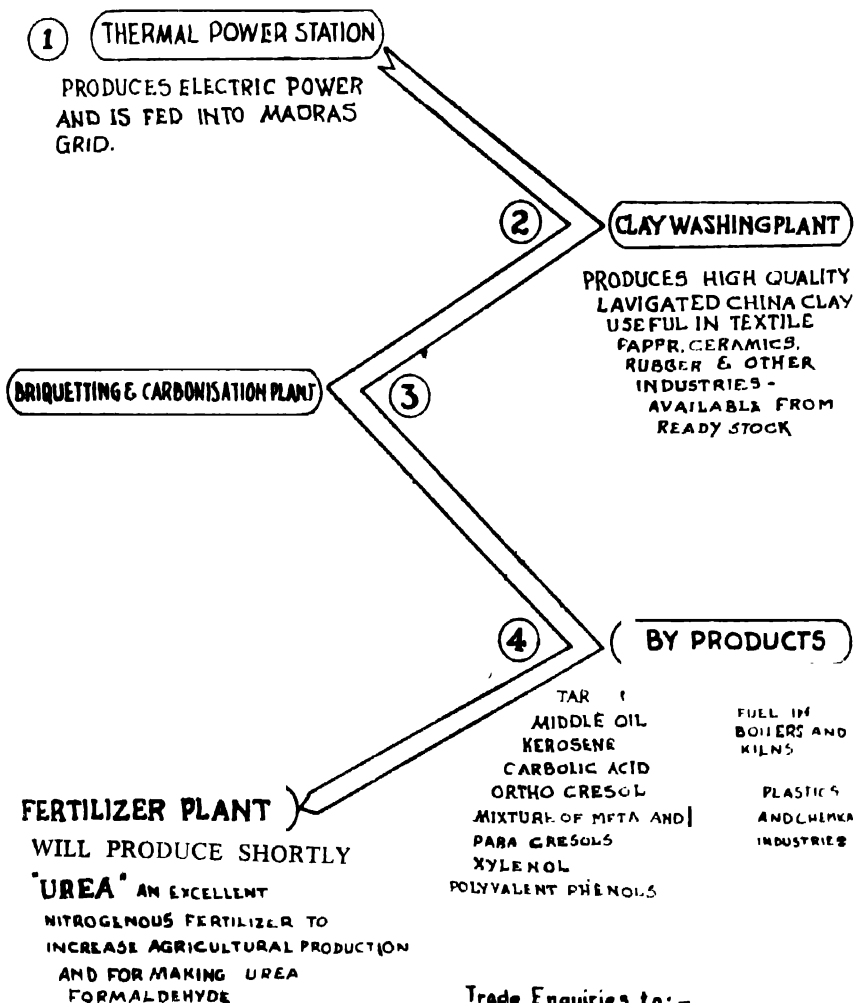 1 THERMAL POWER STATION
PRODUCES ELECTRIC POWER
AND IS FED INTO MADRAS
GRID.
2 CLAY WASHING PLANT
PRODUCES HIGH QUALITY
LAVIGATED CHINA CLAY
USEFUL IN TEXTILE
PAPPR, CERAMICS,
RUBBER & OTHER
INDUSTRIES -
AVAILABLE FROM
READY STOCK
BRIQUETTING & CARBONISATION PLANT 3
4 BY PRODUCTS
TAR
MIDDLE OIL
KEROSENE
CARBOLIC ACID
ORTHO CRESOL
MIXTURE OF META AND
PARA CRESOLS
XYLENOL
POLYVALENT PHENOLS
FUEL IN
BOILERS AND
KILNS
PLASTICS
AND CHEMICA
INDUSTRIES
FERTILIZER PLANT
WILL PRODUCE SHORTLY
"UREA" AN EXCELLENT
NITROGENOUS FERTILIZER TO
INCREASE AGRICULTURAL PRODUCTION
AND FOR MAKING UREA
FORMALDEHYDE
Trade Enquiries to:-